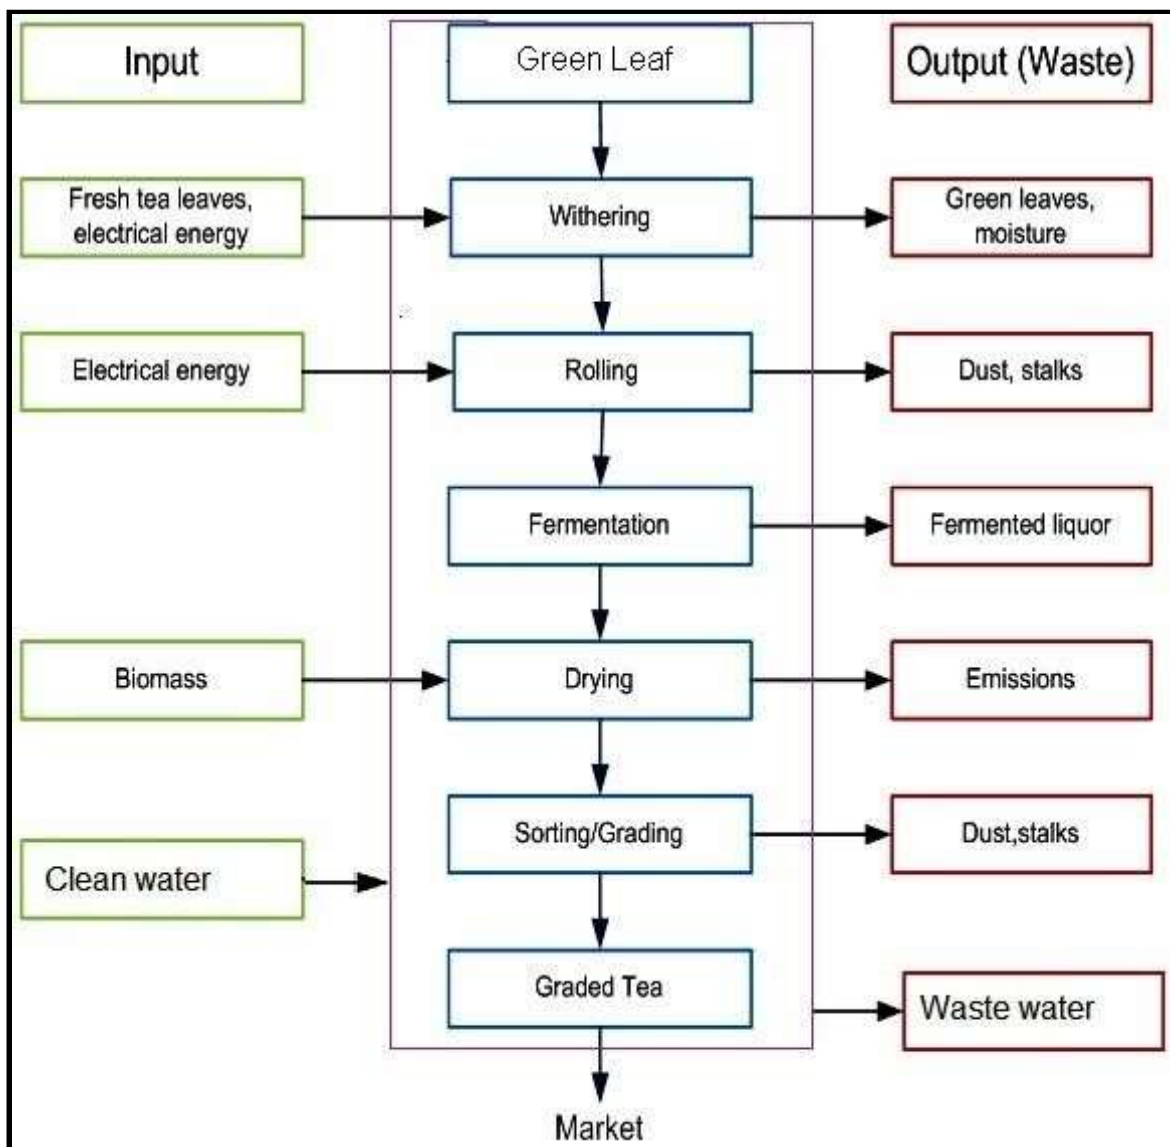 Input
Green Leaf
Output (Waste)
Fresh tea leaves,
electrical energy
Withering
Green leaves,
moisture
Electrical energy
Rolling
Dust, stalks
Fermentation
Fermented liquor
Biomass
Drying
Emissions
Sorting/Grading
Dust,stalks
Clean water
Graded Tea
Waste water
Market